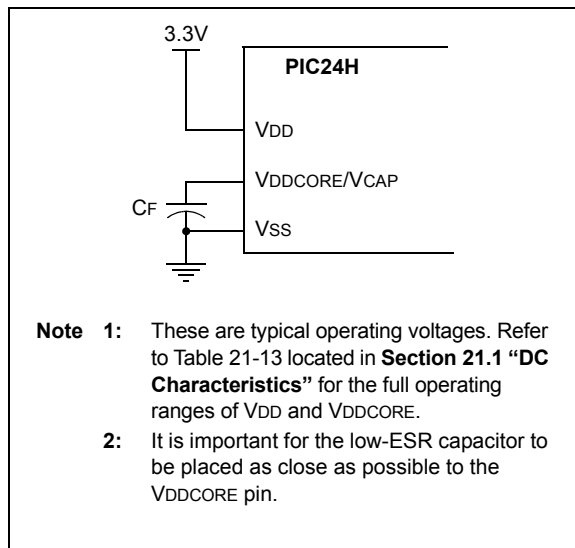 3.3V
PIC24H
VDD
VDDCORE/VCAP
CF
VSS
Note 1: These are typical operating voltages. Refer
to Table 21-13 located in Section 21.1 “DC
Characteristics” for the full operating
ranges of VDD and VDDCORE.
2: It is important for the low-ESR capacitor to
be placed as close as possible to the
VDDCORE pin.